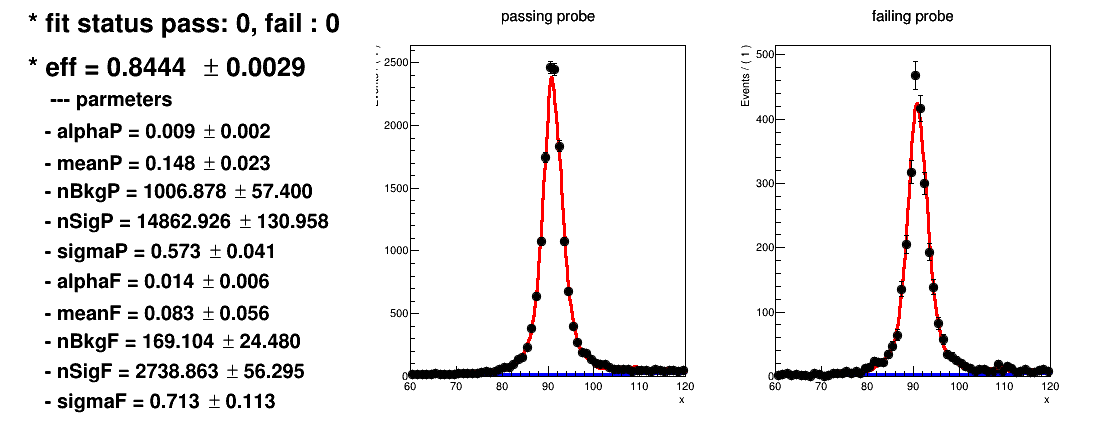 * fit status pass: 0, fail : 0
* eff = 0.8444 ± 0.0029
--- parmeters
- alphaP = 0.009 ± 0.002
- meanP = 0.148 ± 0.023
- nBkgP = 1006.878 ± 57.400
- nSigP = 14862.926 ± 130.958
- sigmaP = 0.573 ± 0.041
- alphaF = 0.014 ± 0.006
- meanF = 0.083 ± 0.056
- nBkgF = 169.104 ± 24.480
- nSigF = 2738.863 ± 56.295
- sigmaF = 0.713 ± 0.113
passing probe
2500
2000
1500
1000
500
0
60 70 80 90 100 110 120
x
failing probe
Events / ( 1 )
500
400
300
200
100
0
60 70 80 90 100 110 120
x